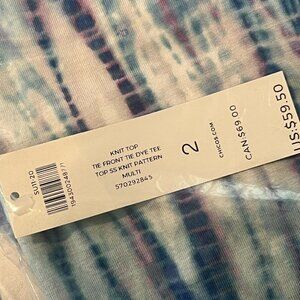 SU11-20
KNIT TOP
TIE FRONT TIE DYE TEE
TOP SS KNIT PATTERN
MULTI
570292845
2
CHICOS.COM
CAN $69.00
US $59.50